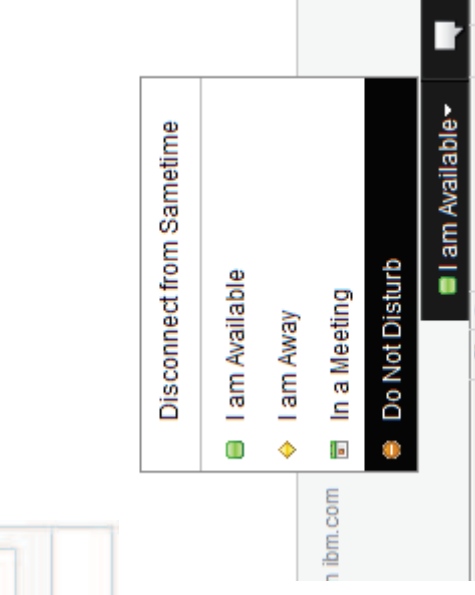 Disconnect from Sametime
I am Available
I am Away
In a Meeting
Do Not Disturb
ibm.com
I am Available